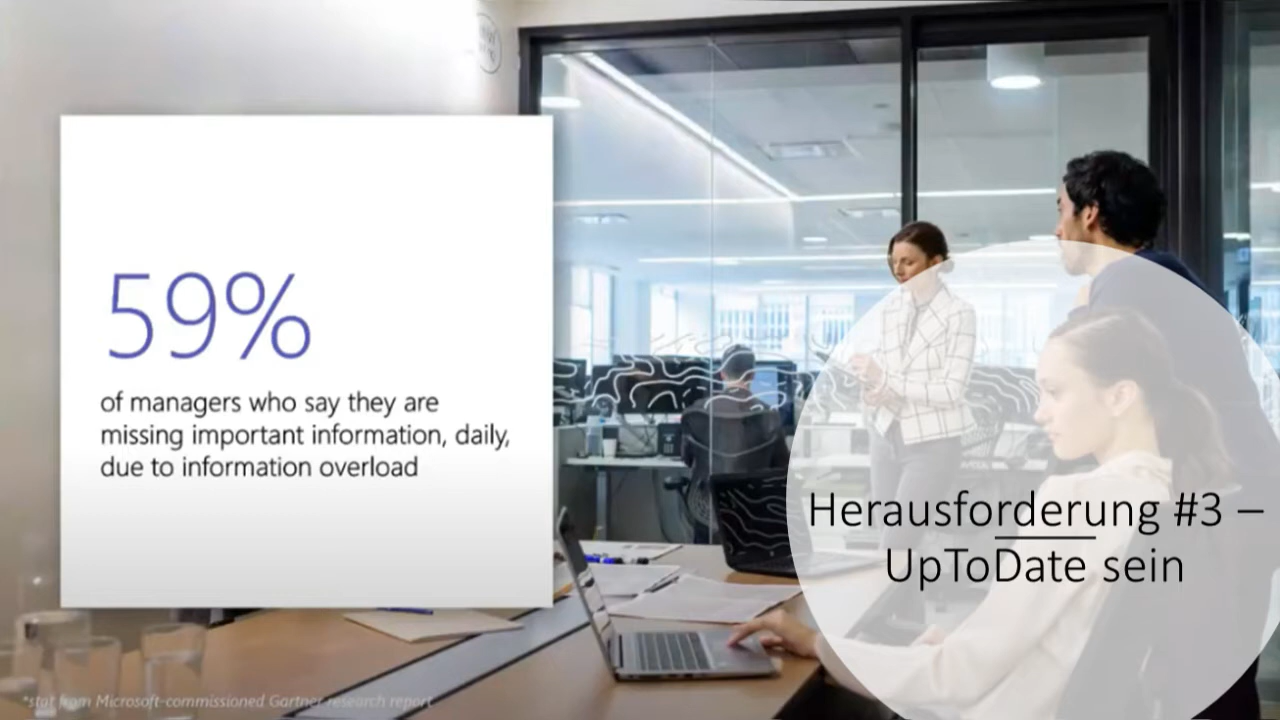 59%
of managers who say they are
missing important information, daily,
due to information overload
Herausforderung #3 –
UpToDate sein
*stat from Microsoft-commissioned Gartner research report